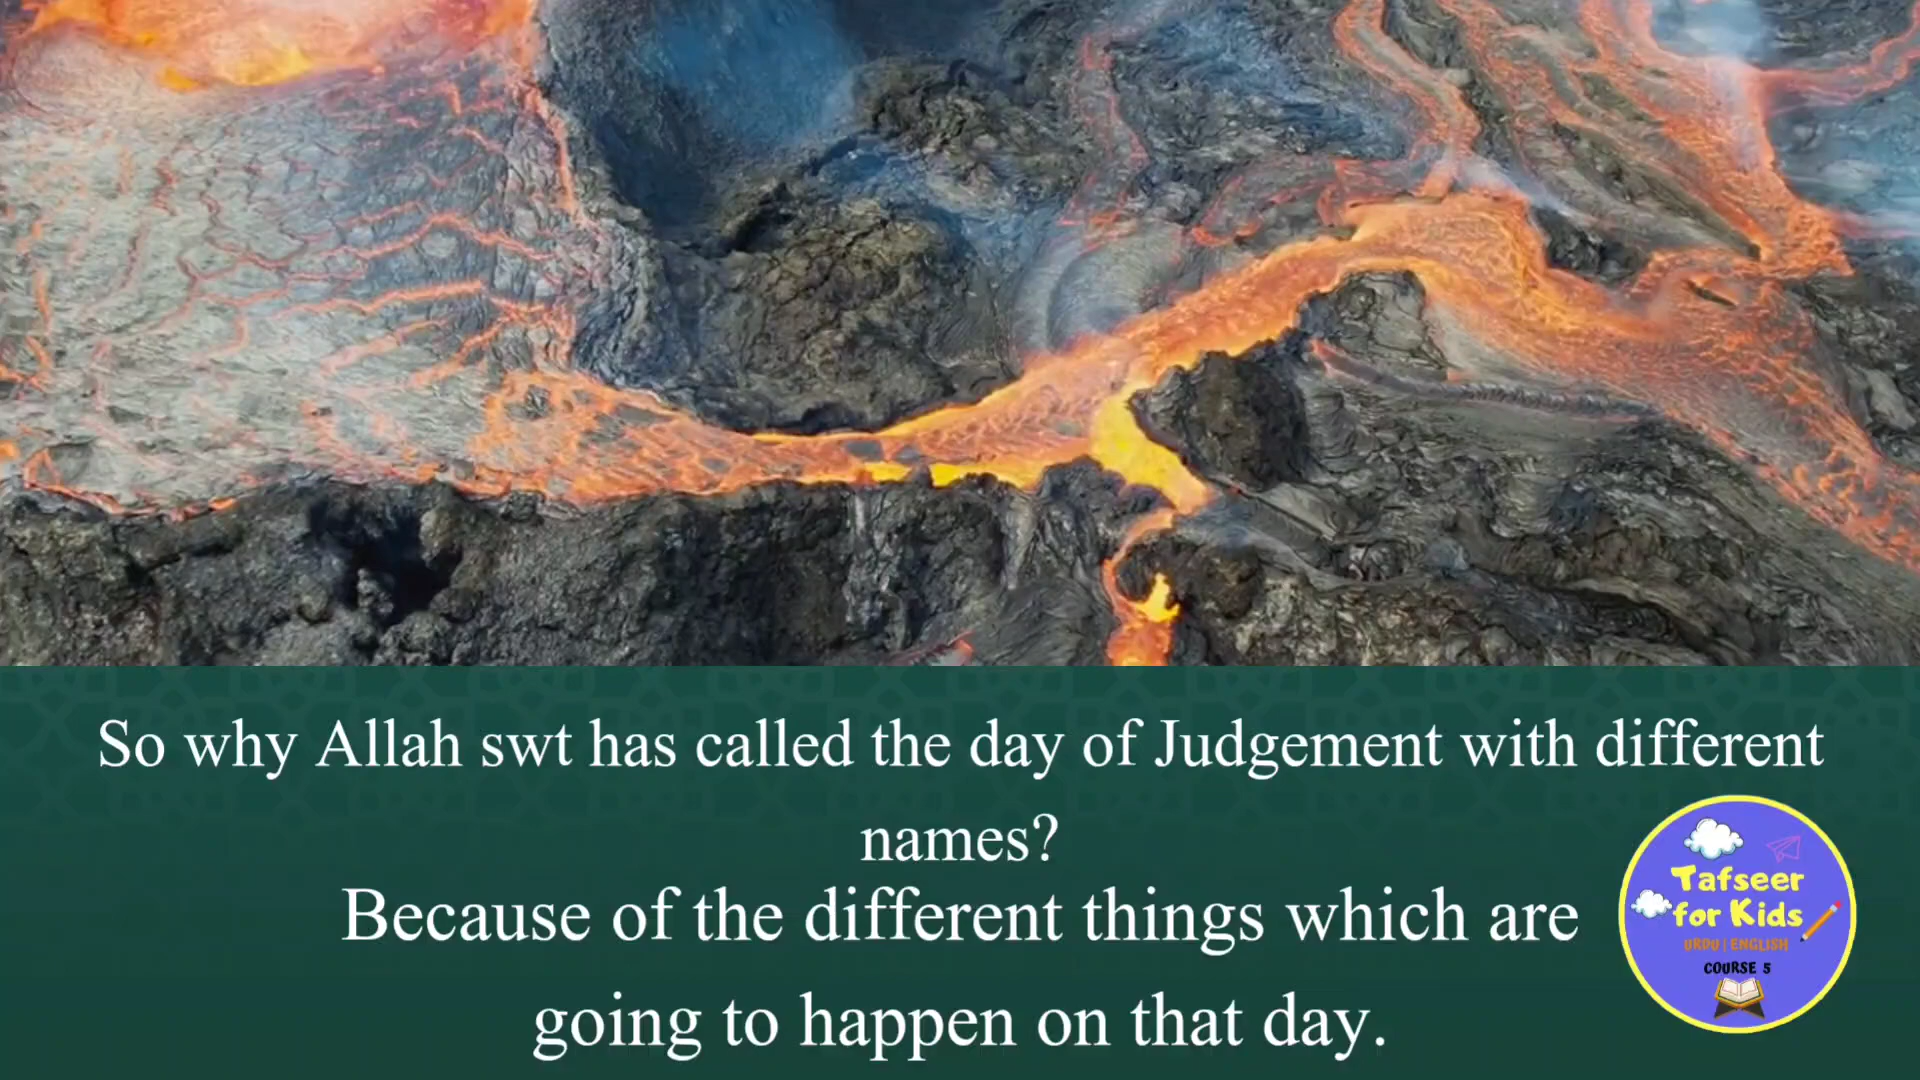 So why Allah swt has called the day of Judgement with different
names?
Because of the different things which are
going to happen on that day.
Tafseer
for Kids
URDU | ENGLISH
COURSE 5